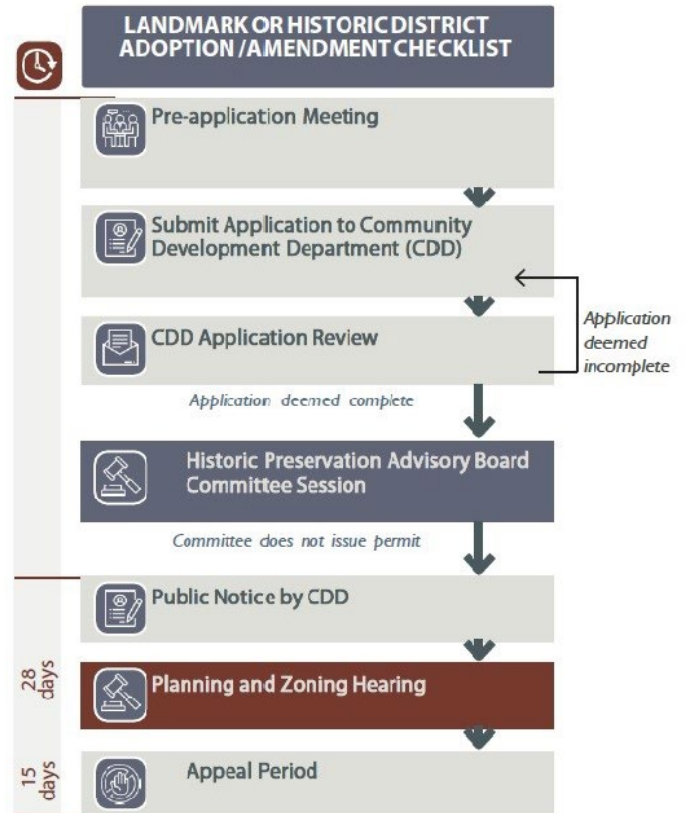 LANDMARK OR HISTORIC DISTRICT
ADOPTION / AMENDMENT CHECKLIST
Pre-application Meeting
Submit Application to Community
Development Department (CDD)
Application
deemed
incomplete
CDD Application Review
Application deemed complete
Historic Preservation Advisory Board
Committee Session
Committee does not issue permit
Public Notice by CDD
28
days
Planning and Zoning Hearing
15
days
Appeal Period